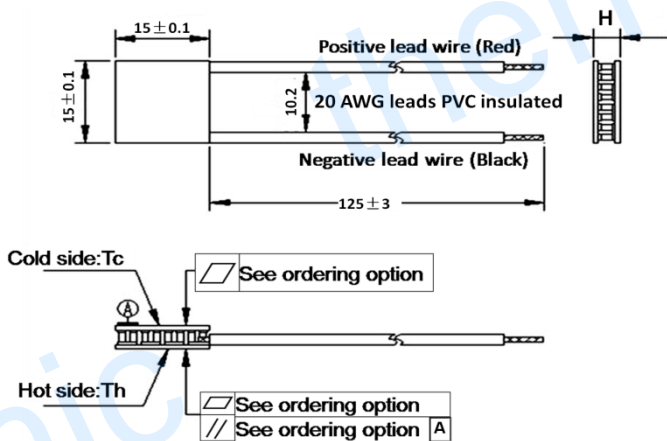 15±0.1
H
Positive lead wire (Red)
15±0.1
10.2
20 AWG leads PVC insulated
Negative lead wire (Black)
125±3
Cold side:Tc
See ordering option
A
Hot side:Th
See ordering option
// See ordering option A